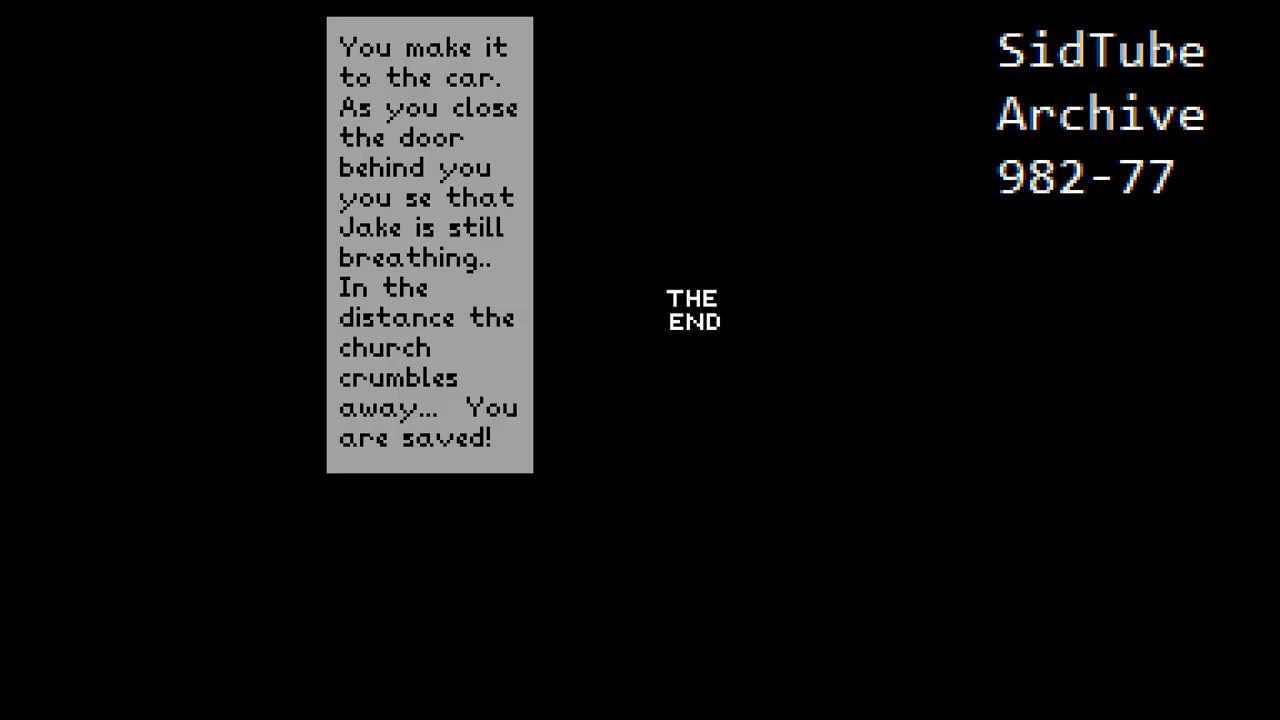 You make it
to the car.
As you close
the door
behind you
you se that
Jake is still
breathing..
In the
distance the
church
crumbles
away... You
are saved!
THE
END
SidTube
Archive
982-77